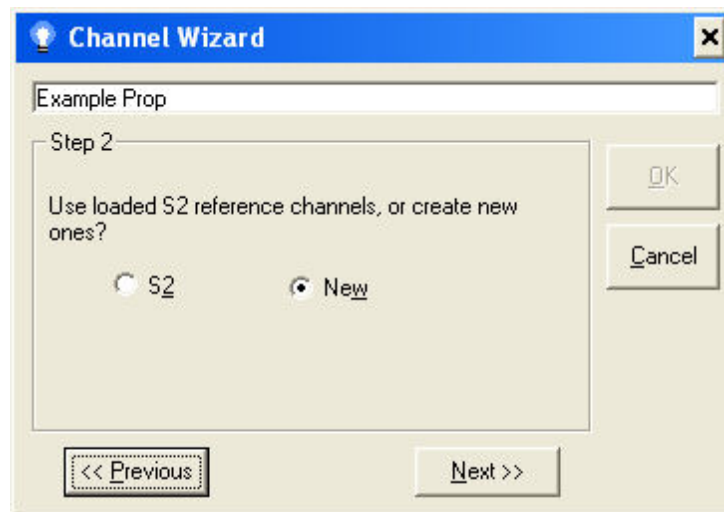 Channel Wizard
Example Prop
Step 2
Use loaded S2 reference channels, or create new
ones?
S2
New
OK
Cancel
<< Previous
Next >>